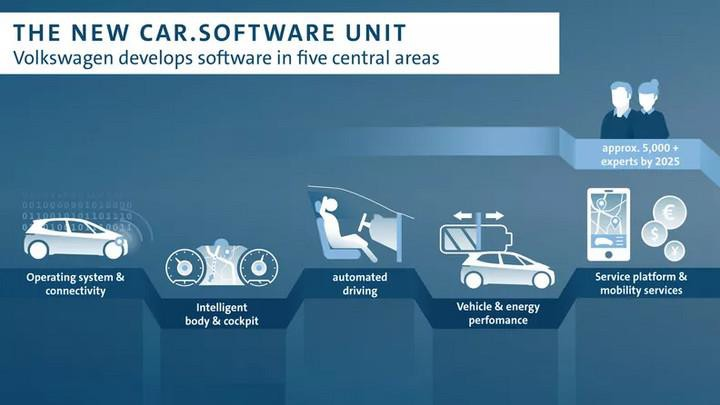 THE NEW CAR.SOFTWARE UNIT
Volkswagen develops software in five central areas
approx. 5,000 +
experts by 2025
Operating system &
connectivity
Intelligent
body & cockpit
automated
driving
Vehicle & energy
perfomance
Service platform &
mobility services
€
$
¥